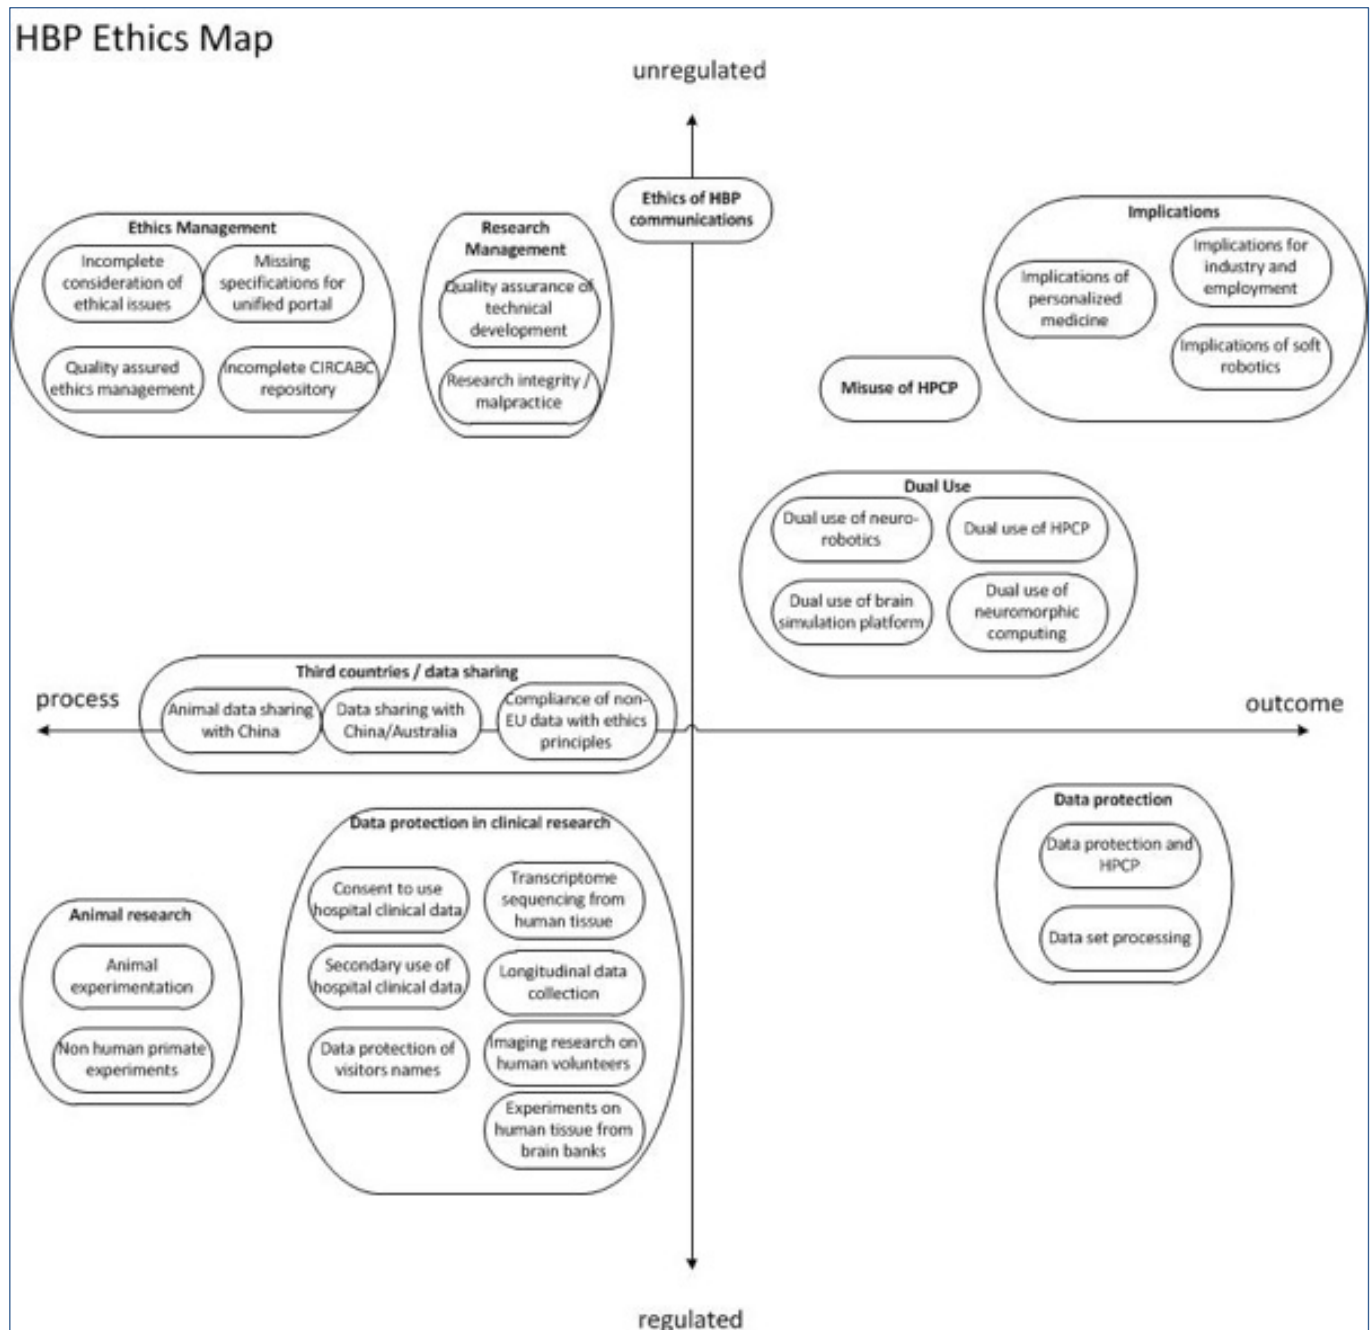 HBP Ethics Map
unregulated
Ethics of HBP
communications
Ethics Management
Incomplete
consideration of
ethical issues
Missing
specifications for
unified portal
Quality assured
ethics management
Incomplete CIRCABC
repository
Research
Management
Quality assurance of
technical
development
Research integrity /
malpractice
Implications
Implications of
personalized
medicine
Implications for
industry and
employment
Implications of soft
robotics
Misuse of HPCP
Dual Use
Dual use of neuro-
robotics
Dual use of HPCP
Dual use of brain
simulation platform
Dual use of
neuromorphic
computing
process
Third countries / data sharing
Animal data sharing
with China
Data sharing with
China/Australia
Compliance of non-
EU data with ethics
principles
outcome
Data protection
Data protection and
HPCP
Data set processing
Data protection in clinical research
Consent to use
hospital clinical data
Transcriptome
sequencing from
human tissue
Secondary use of
hospital clinical data
Longitudinal data
collection
Data protection of
visitors names
Imaging research on
human volunteers
Experiments on
human tissue from
brain banks
Animal research
Animal
experimentation
Non human primate
experiments
regulated